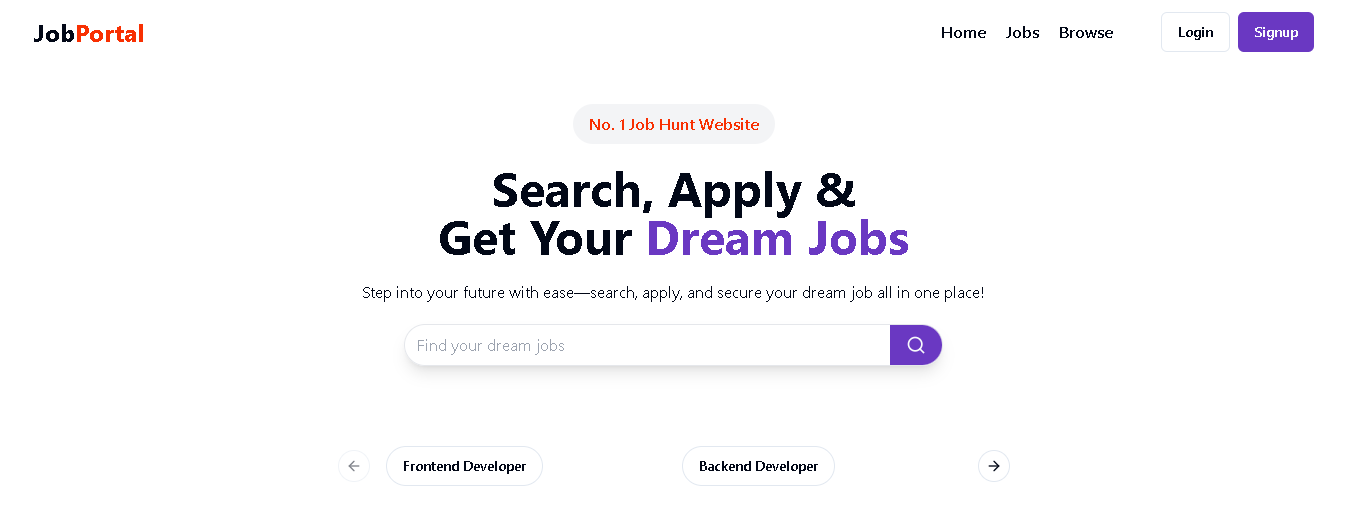 JobPortal
Home Jobs Browse Login Signup
No. 1 Job Hunt Website
Search, Apply &
Get Your Dream Jobs
Step into your future with ease—search, apply, and secure your dream job all in one place!
Find your dream jobs
Frontend Developer Backend Developer